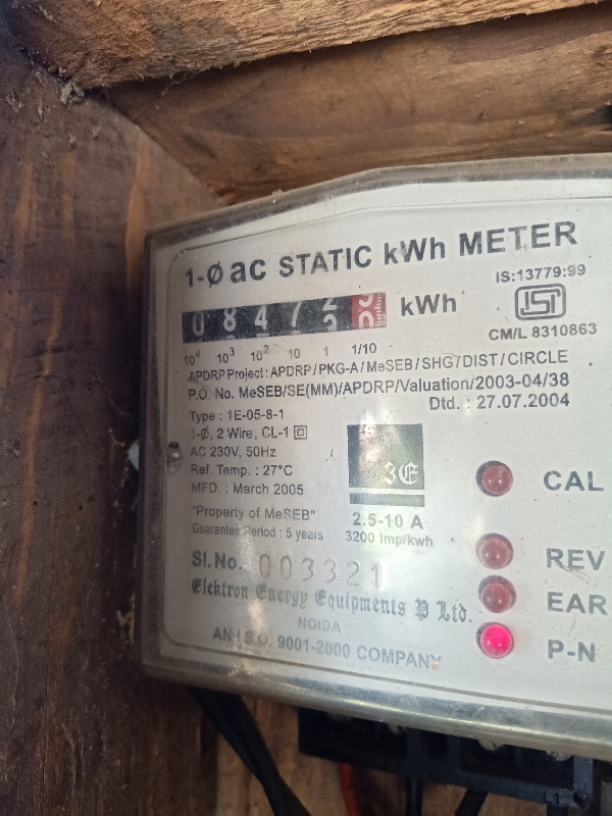 1-Ø ac STATIC kWh METER
IS:13779:99
0 8 4 7 kWh
ISI
CM/L 8310863
10⁴ 10³ 10² 10 1 1/10
APDRP Project: APDRP/PKG-A/MeSEB/SHG/DIST/CIRCLE
P.O. No. MeSEB/SE(MM)/APDRP/Valuation/2003-04/38
Dtd. : 27.07.2004
Type : 1E-05-8-1
1-Ø, 2 Wire, CL-1
AC 230V, 50Hz
Ref. Temp. : 27°C
MFD. : March 2005
3E
CAL
"Property of MeSEB"
Guarantee Period : 5 years
2.5-10 A
3200 Imp/kwh
REV
Sl. No. 003321
EAR
Elektron Energy Equipments P Ltd.
NOIDA
P-N
AN I.S.O. 9001-2000 COMPANY